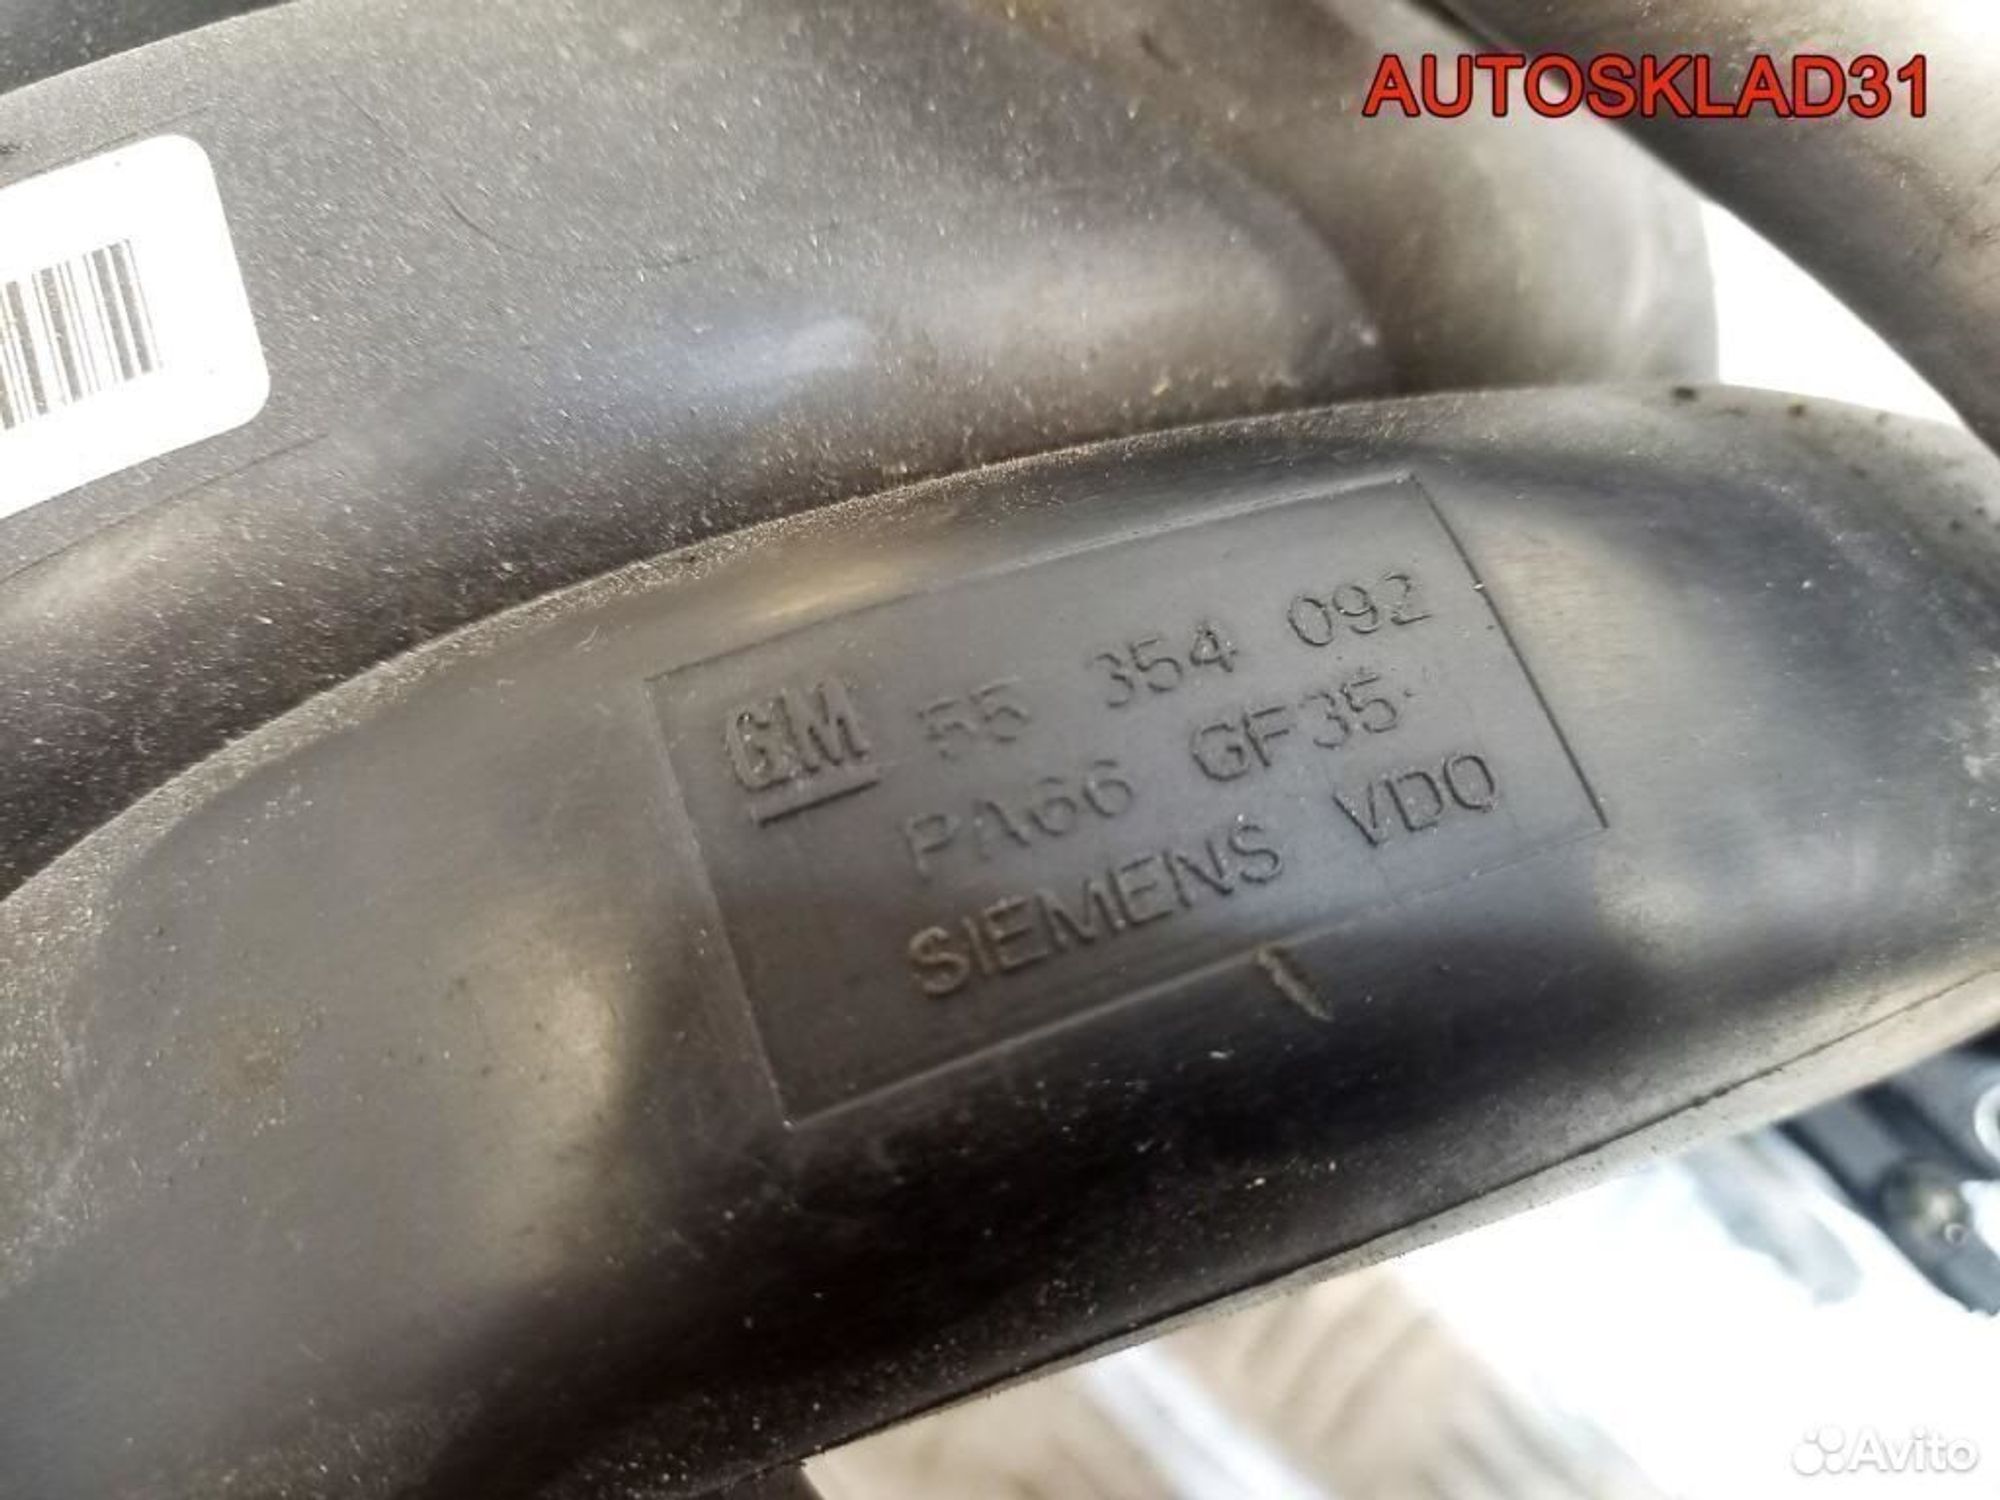 AUTOSKLAD31
GM 55 354 092
PA66 GF35
SIEMENS VDO
Avito